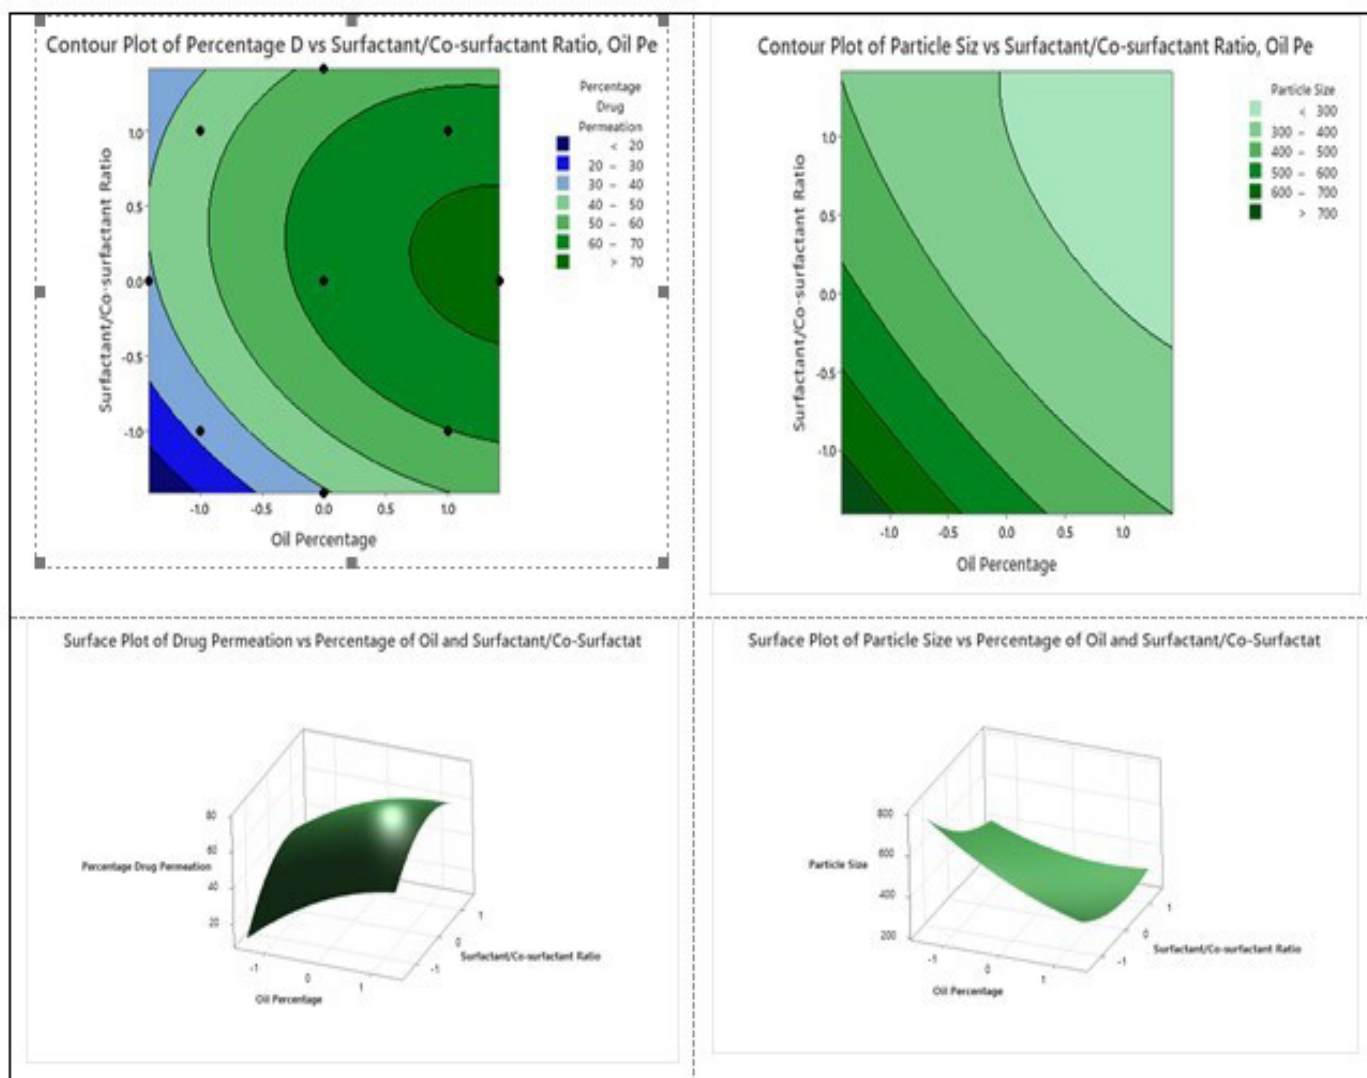 Contour Plot of Percentage D vs Surfactant/Co-surfactant Ratio, Oil Pe
Percentage
Drug
Permeation
< 20
20 – 30
30 – 40
40 – 50
50 – 60
60 – 70
> 70
Surfactant/Co-surfactant Ratio
1.0
0.5
0.0
-0.5
-1.0
-1.0 -0.5 0.0 0.5 1.0
Oil Percentage
Contour Plot of Particle Siz vs Surfactant/Co-surfactant Ratio, Oil Pe
Particle Size
< 300
300 – 400
400 – 500
500 – 600
600 – 700
> 700
Surfactant/Co-surfactant Ratio
1.0
0.5
0.0
-0.5
-1.0
-1.0 -0.5 0.0 0.5 1.0
Oil Percentage
Surface Plot of Drug Permeation vs Percentage of Oil and Surfactant/Co-Surfactat
80
60
40
20
Percentage Drug Permeation
-1 0 1
Oil Percentage
-1 0 1
Surfactant/Co-surfactant Ratio
Surface Plot of Particle Size vs Percentage of Oil and Surfactant/Co-Surfactat
800
600
400
200
Particle Size
-1 0 1
Oil Percentage
-1 0 1
Surfactant/Co-surfactant Ratio